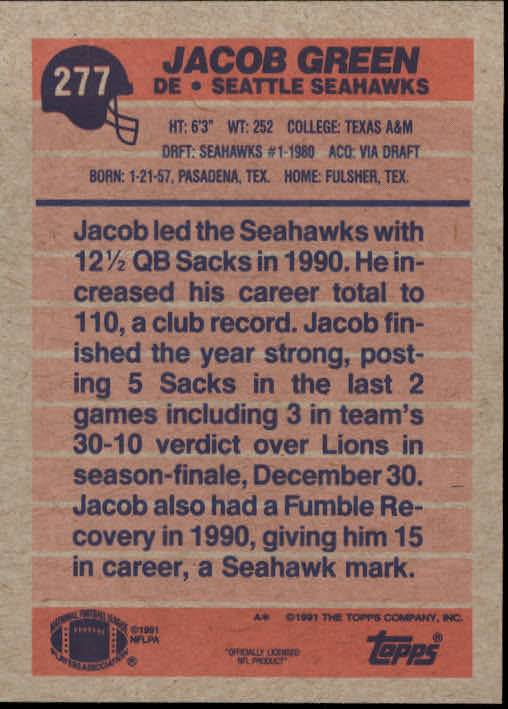 277
JACOB GREEN
DE • SEATTLE SEAHAWKS
HT: 6'3" WT: 252 COLLEGE: TEXAS A&M
DRFT: SEAHAWKS #1-1980 ACQ: VIA DRAFT
BORN: 1-21-57, PASADENA, TEX. HOME: FULSHER, TEX.
Jacob led the Seahawks with
12½ QB Sacks in 1990. He in-
creased his career total to
110, a club record. Jacob fin-
ished the year strong, post-
ing 5 Sacks in the last 2
games including 3 in team's
30-10 verdict over Lions in
season-finale, December 30.
Jacob also had a Fumble Re-
covery in 1990, giving him 15
in career, a Seahawk mark.
A* ©1991 THE TOPPS COMPANY, INC.
NATIONAL FOOTBALL LEAGUE
PLAYERS ASSOCIATION
®
©1991
NFLPA
"OFFICIALLY LICENSED
NFL PRODUCT"
topps®